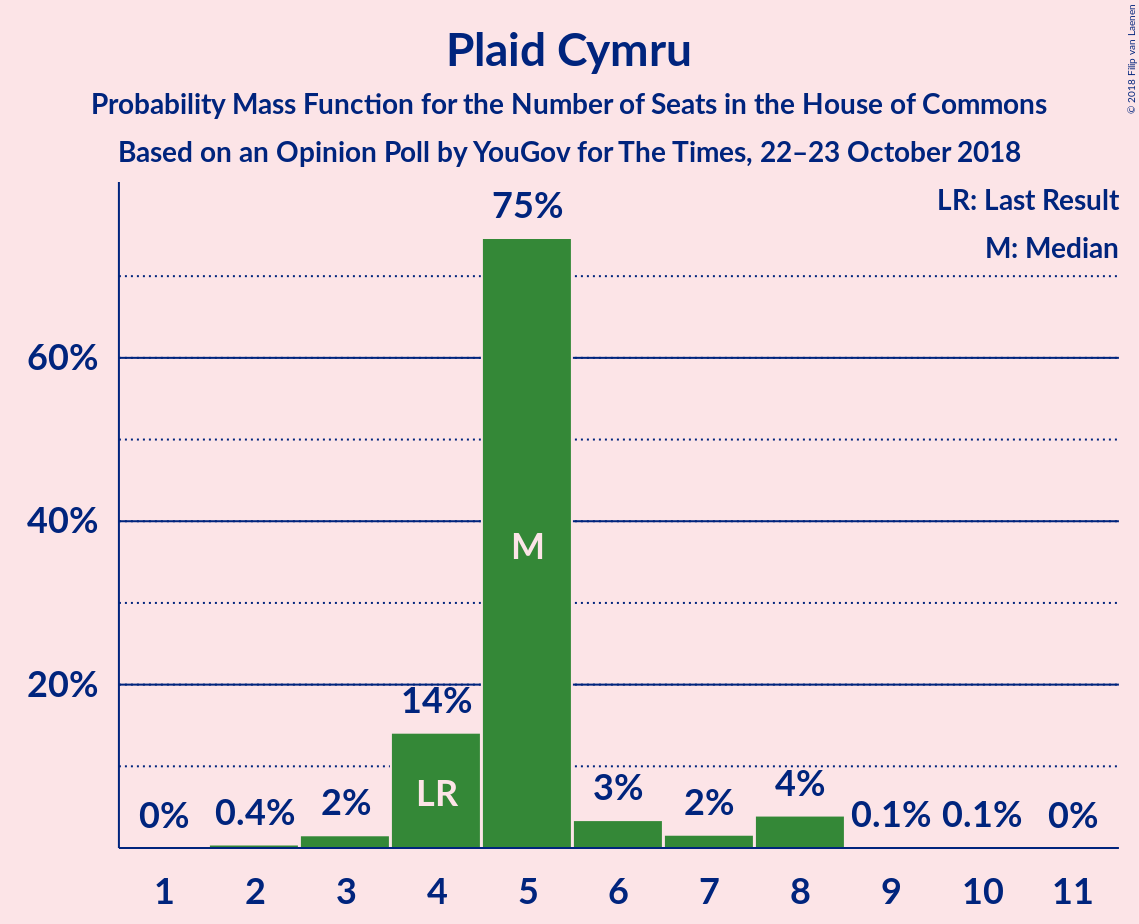 Plaid Cymru
Probability Mass Function for the Number of Seats in the House of Commons
Based on an Opinion Poll by YouGov for The Times, 22–23 October 2018
© 2018 Filip van Laenen
LR: Last Result
M: Median
75%
60%
40%
M
20%
14%
LR
0%
0.4%
2%
3%
2%
4%
0.1%
0.1%
0%
1 2 3 4 5 6 7 8 9 10 11